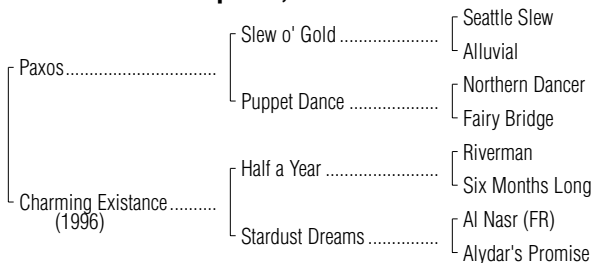 Seattle Slew
Slew o' Gold ....................
Alluvial
Paxos................................
Northern Dancer
Puppet Dance ...................
Fairy Bridge
Riverman
Half a Year ........................
Six Months Long
Charming Existance..........
(1996)
Al Nasr (FR)
Stardust Dreams ...............
Alydar's Promise